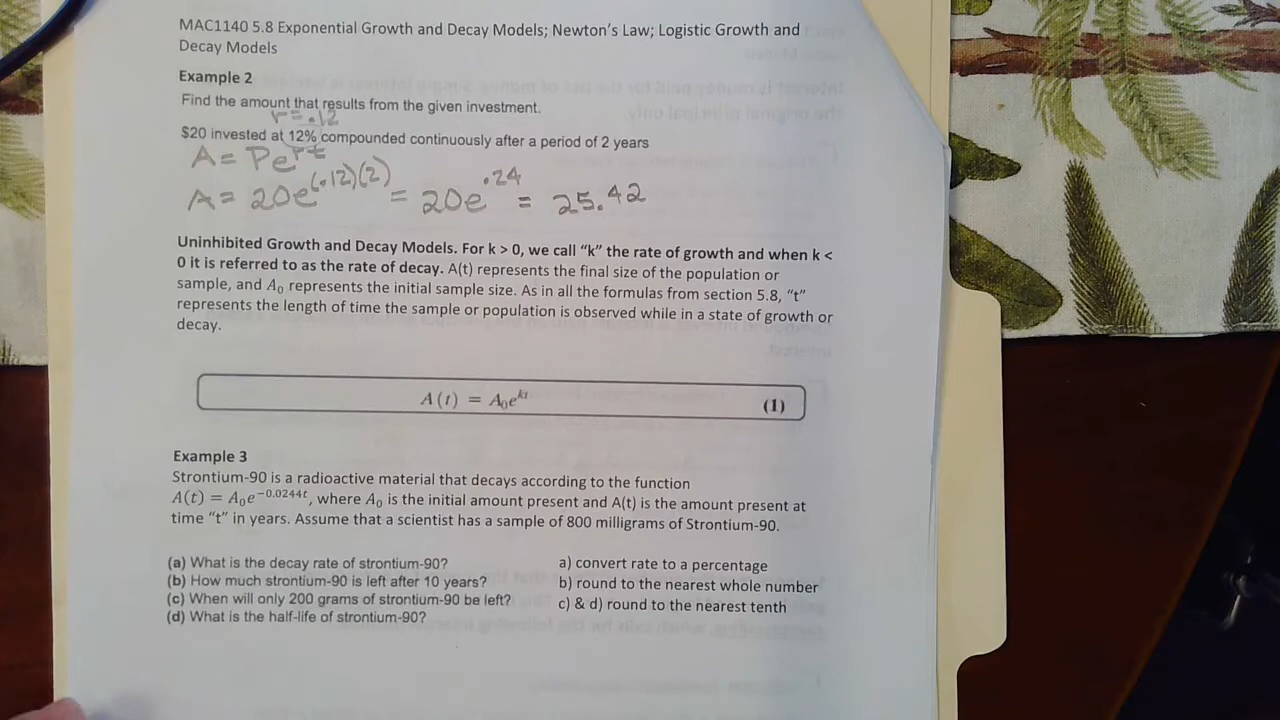 MAC1140 5.8 Exponential Growth and Decay Models; Newton's Law; Logistic Growth and
Decay Models
Example 2
Find the amount that results from the given investment.
r=.12
$20 invested at 12% compounded continuously after a period of 2 years
A= Pe^rt
A= 20e^(.12)(2) = 20e^.24 = 25.42
Uninhibited Growth and Decay Models. For k > 0, we call “k” the rate of growth and when k <
0 it is referred to as the rate of decay. A(t) represents the final size of the population or
sample, and A₀ represents the initial sample size. As in all the formulas from section 5.8, “t”
represents the length of time the sample or population is observed while in a state of growth or
decay.
A(t) = A₀e^kt (1)
Example 3
Strontium-90 is a radioactive material that decays according to the function
A(t) = A₀e^−0.0244t, where A₀ is the initial amount present and A(t) is the amount present at
time “t” in years. Assume that a scientist has a sample of 800 milligrams of Strontium-90.
(a) What is the decay rate of strontium-90? a) convert rate to a percentage
(b) How much strontium-90 is left after 10 years? b) round to the nearest whole number
(c) When will only 200 grams of strontium-90 be left? c) & d) round to the nearest tenth
(d) What is the half-life of strontium-90?